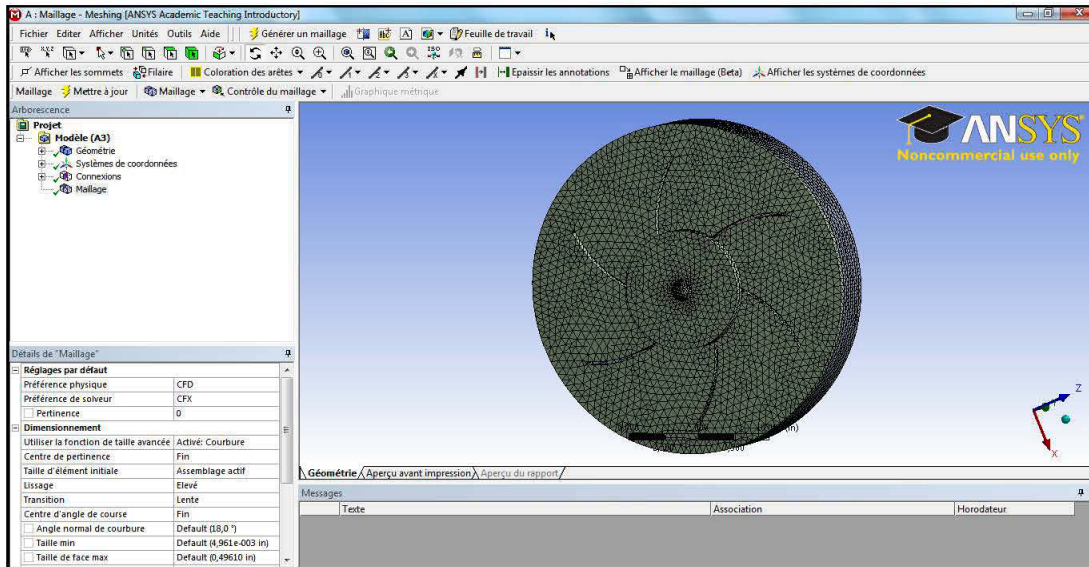 A : Maillage - Meshing [ANSYS Academic Teaching Introductory]
Fichier Editer Afficher Unités Outils Aide Générer un maillage A Feuille de travail
ISO
Afficher les sommets Filaire Coloration des arêtes Epaissir les annotations Afficher le maillage (Beta) Afficher les systèmes de coordonnées
Maillage Mettre à jour Maillage Contrôle du maillage Graphique métrique
Arborescence
Projet
Modèle (A3)
Géométrie
Systèmes de coordonnées
Connexions
Maillage
ANSYS
Noncommercial use only
Z
X
(in)
Détails de "Maillage"
Réglages par défaut
Préférence physique CFD
Préférence de solveur CFX
Pertinence 0
Dimensionnement
Utiliser la fonction de taille avancée Activé: Courbure
Centre de pertinence Fin
Taille d'élément initiale Assemblage actif
Lissage Elevé
Transition Lente
Centre d'angle de course Fin
Angle normal de courbure Default (18,0 °)
Taille min Default (4,961e-003 in)
Taille de face max Default (0,49610 in)
Géométrie Aperçu avant impression Aperçu du rapport
Messages
Texte Association Horodateur